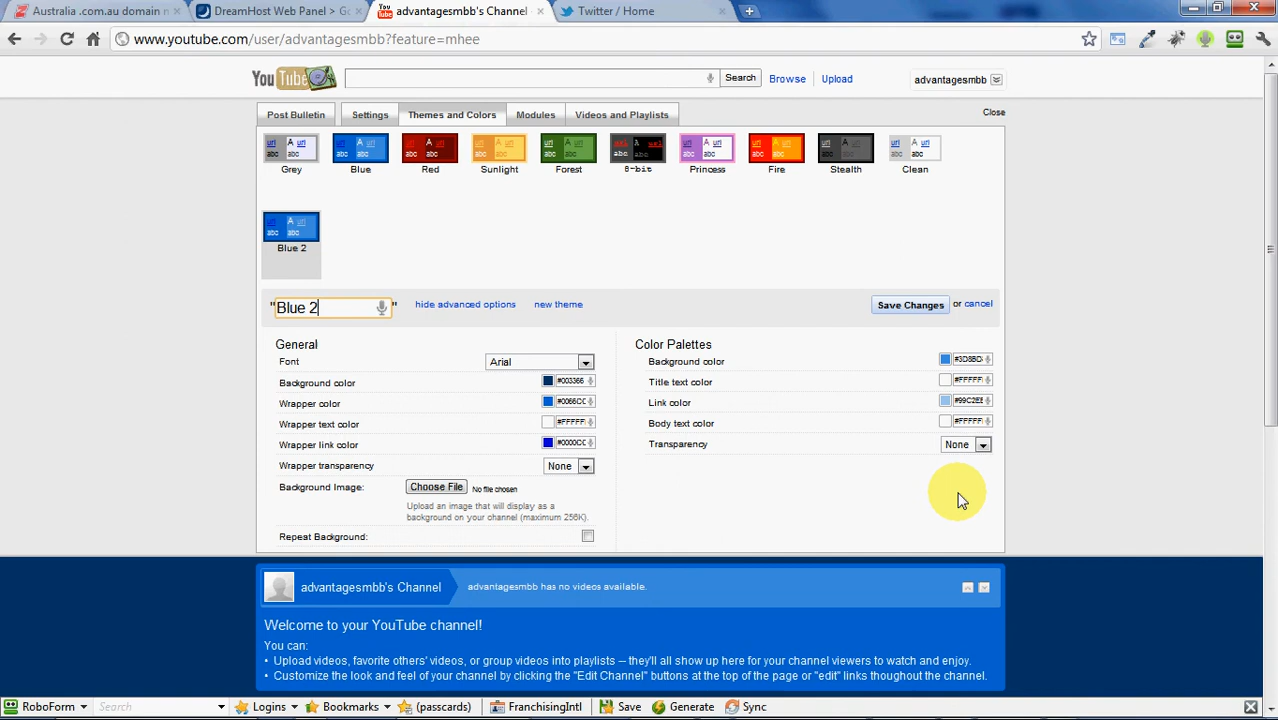 Australia .com.au domain n
DreamHost Web Panel > Go
advantagesmbb's Channel
Twitter / Home
www.youtube.com/user/advantagesmbb?feature=mhee
YouTube
Search
Browse
Upload
advantagesmbb
Post Bulletin
Settings
Themes and Colors
Modules
Videos and Playlists
Close
Grey
Blue
Red
Sunlight
Forest
8-bit
Princess
Fire
Stealth
Clean
Blue 2
"Blue 2"
hide advanced options
new theme
Save Changes or cancel
General
Font
Arial
Background color
#003366
Wrapper color
#0066CC
Wrapper text color
#FFFFF
Wrapper link color
#0000CC
Wrapper transparency
None
Background Image:
Choose File No file chosen
Upload an image that will display as a
background on your channel (maximum 256K).
Repeat Background:
Color Palettes
Background color
#3D8BD
Title text color
#FFFFF
Link color
#99C2EB
Body text color
#FFFFF
Transparency
None
advantagesmbb's Channel
advantagesmbb has no videos available.
Welcome to your YouTube channel!
You can:
• Upload videos, favorite others' videos, or group videos into playlists -- they'll all show up here for your channel viewers to watch and enjoy.
• Customize the look and feel of your channel by clicking the "Edit Channel" buttons at the top of the page or "edit" links thoughout the channel.
RoboForm
Search
Logins
Bookmarks
(passcards)
FranchisingIntl
Save
Generate
Sync